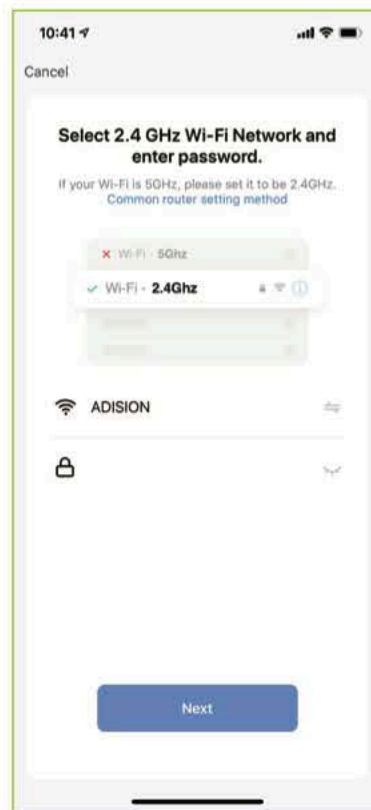 10:41
Cancel
Select 2.4 GHz Wi-Fi Network and
enter password.
If your Wi-Fi is 5GHz, please set it to be 2.4GHz.
Common router setting method
Wi-Fi - 5Ghz
Wi-Fi - 2.4Ghz
ADISION
Next